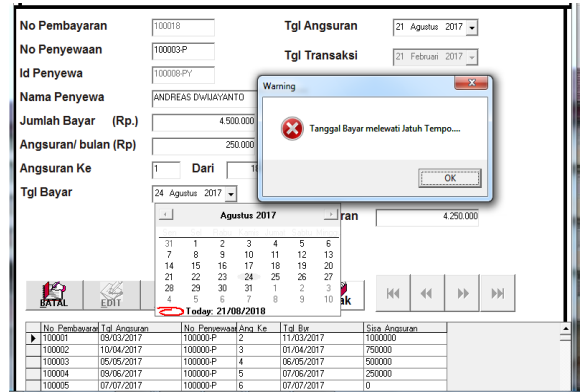 No Pembayaran 100018 Tgl Angsuran 21 Agustus 2017
No Penyewaan 100003-P Tgl Transaksi 21 Februari 2017
Id Penyewa 100008-PY
Nama Penyewa ANDREAS DWIJAYANTO
Jumlah Bayar (Rp.) 4.500.000
Angsuran/ bulan (Rp) 250.000
Angsuran Ke 1 Dari
Tgl Bayar 24 Agustus 2017
Warning
Tanggal Bayar melewati Jatuh Tempo....
OK
Agustus 2017
31 1 2 3 4 5 6
7 8 9 10 11 12 13
14 15 16 17 18 19 20
21 22 23 24 25 26 27
28 29 30 31 1 2 3
4 5 6 7 8 9 10
Today: 21/08/2018
ran 4.250.000
BATAL EDIT ak
No Pembayaran Tgl Angsuran No Penyewaan Ang Ke Tgl Byr Sisa Angsuran
100001 09/03/2017 100000-P 2 11/03/2017 1000000
100002 10/04/2017 100000-P 3 01/04/2017 750000
100003 05/05/2017 100000-P 4 06/05/2017 500000
100004 09/06/2017 100000-P 5 07/06/2017 250000
100005 07/07/2017 100000-P 6 07/07/2017 0